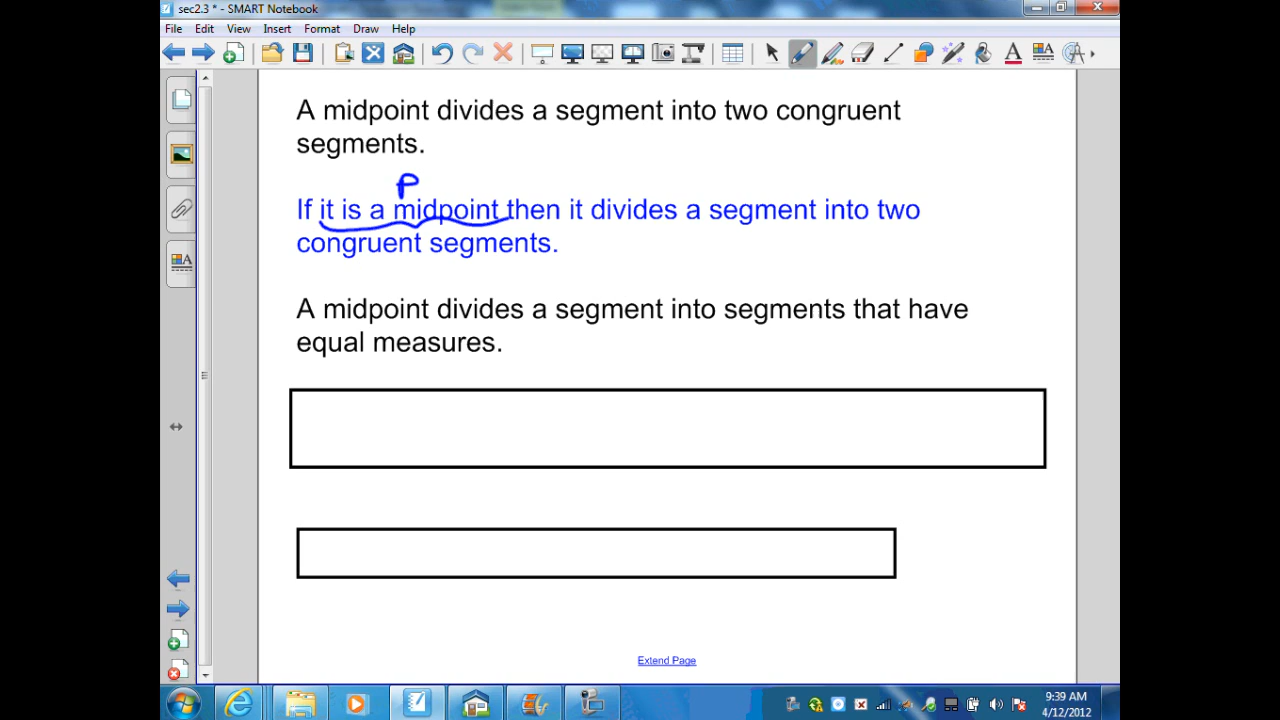 sec2.3 * - SMART Notebook
File Edit View Insert Format Draw Help
A midpoint divides a segment into two congruent
segments.
P
If it is a midpoint then it divides a segment into two
congruent segments.
A midpoint divides a segment into segments that have
equal measures.
Extend Page
9:39 AM
4/12/2012